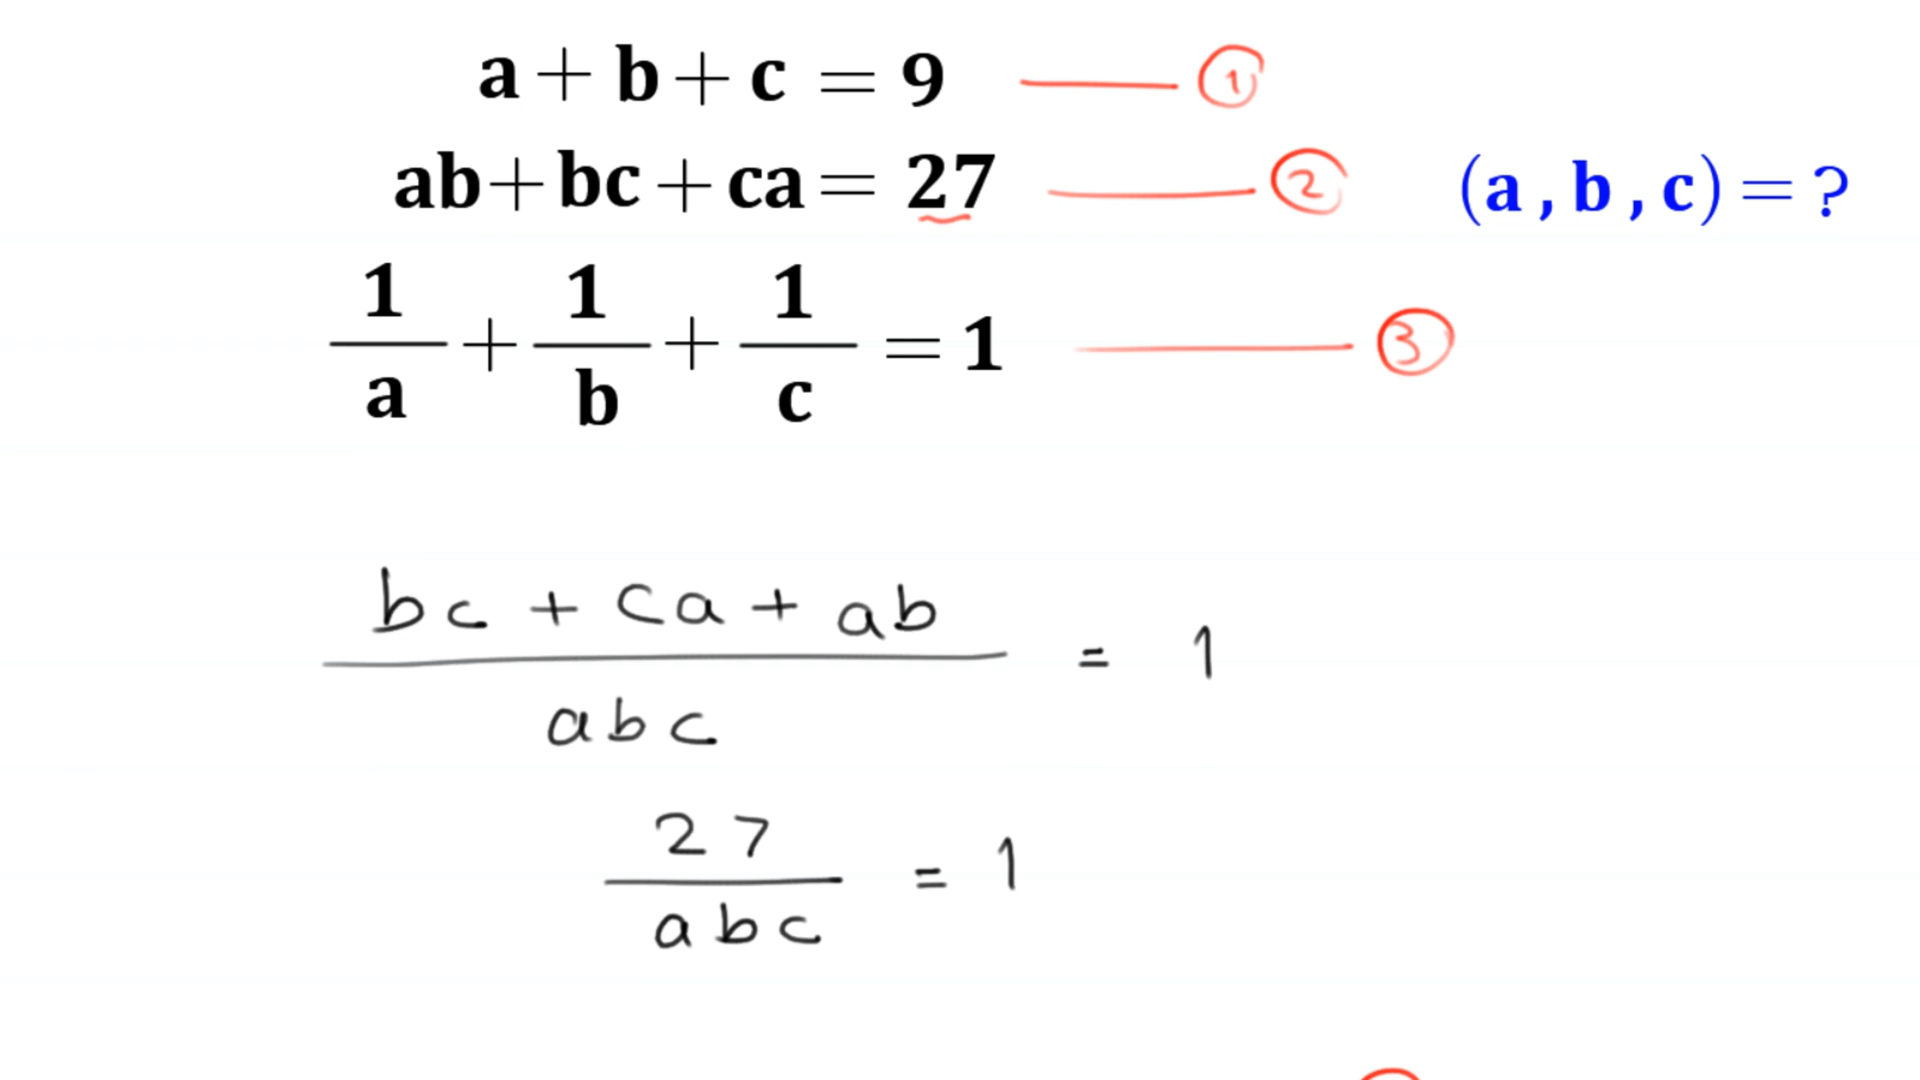 a + b + c = 9 ——— ①
ab + bc + ca = 27 ——— ② (a , b , c) = ?
1/a + 1/b + 1/c = 1 ——— ③
bc + ca + ab / abc = 1
27 / abc = 1